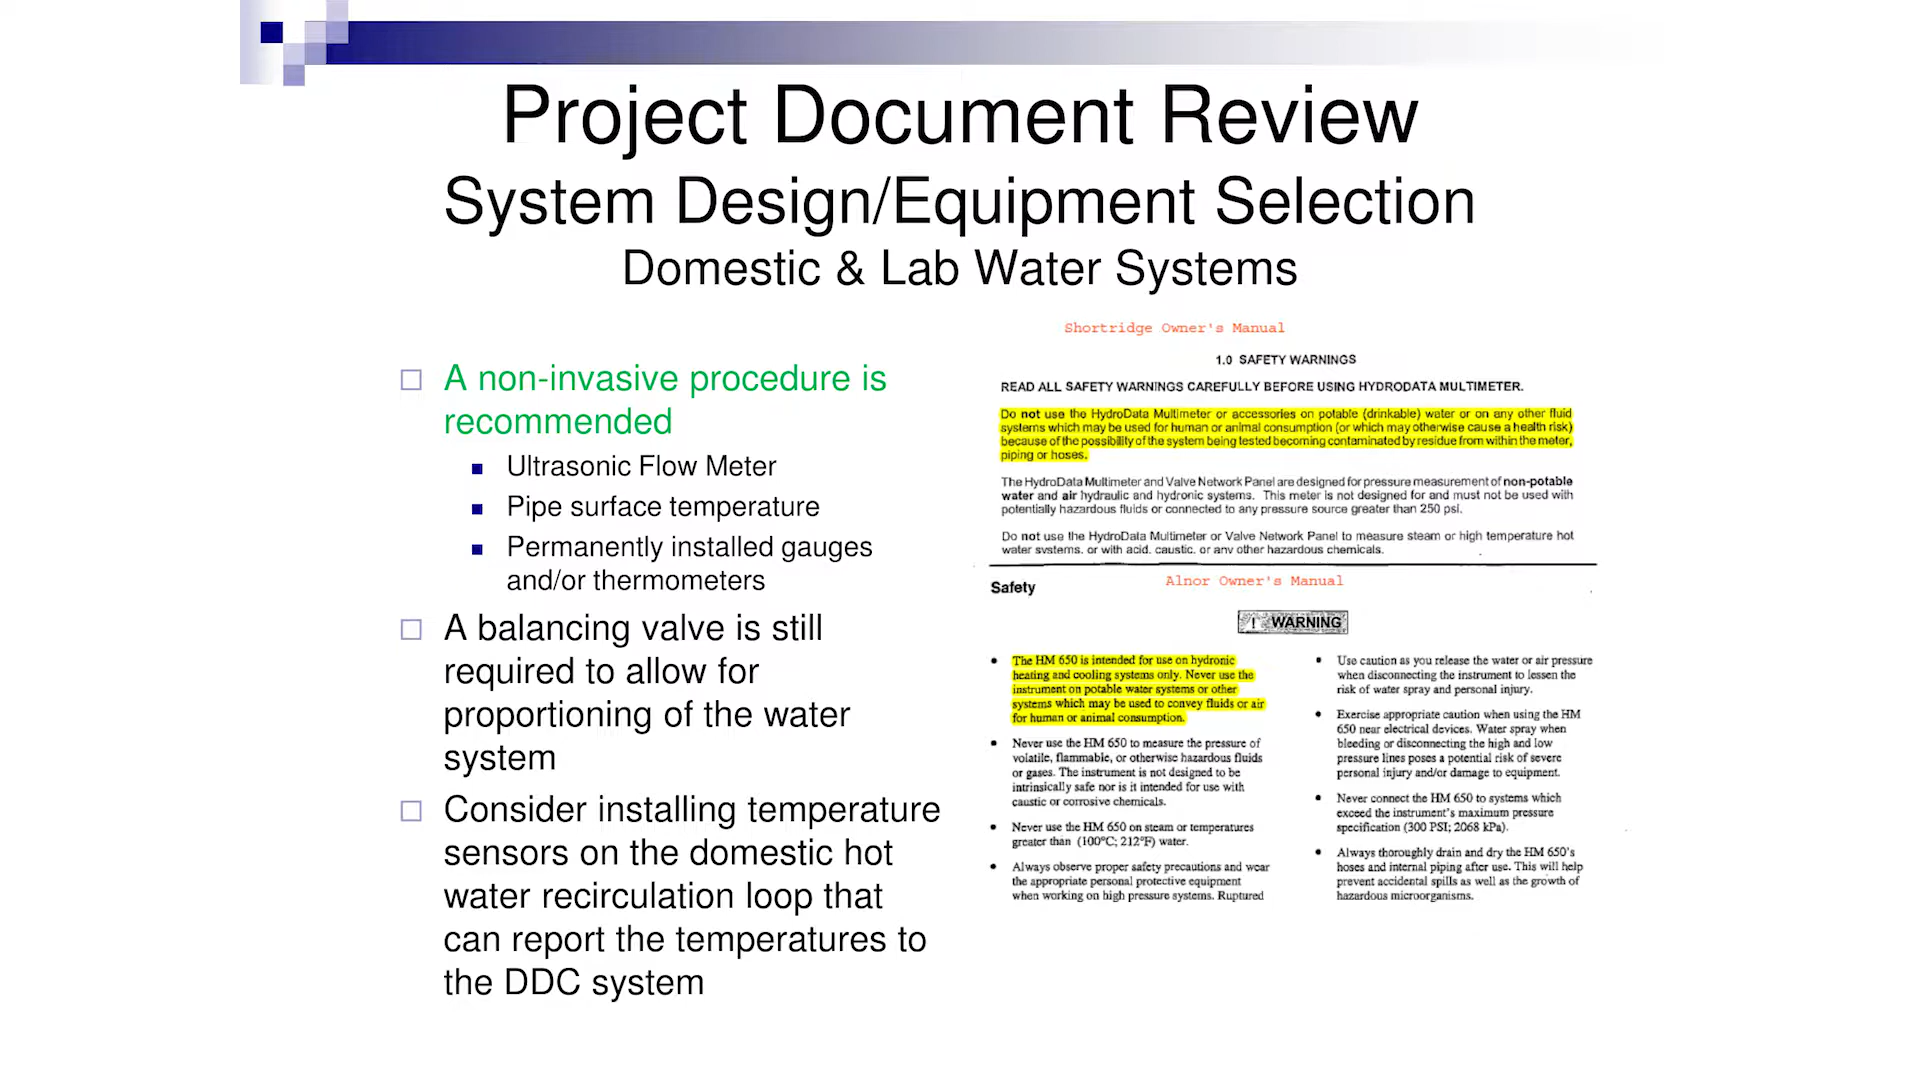 Project Document Review
System Design/Equipment Selection
Domestic & Lab Water Systems
A non-invasive procedure is
recommended
Ultrasonic Flow Meter
Pipe surface temperature
Permanently installed gauges
and/or thermometers
A balancing valve is still
required to allow for
proportioning of the water
system
Consider installing temperature
sensors on the domestic hot
water recirculation loop that
can report the temperatures to
the DDC system
Shortridge Owner's Manual
1.0 SAFETY WARNINGS
READ ALL SAFETY WARNINGS CAREFULLY BEFORE USING HYDRODATA MULTIMETER.
Do not use the HydroData Multimeter or accessories on potable (drinkable) water or on any other fluid
systems which may be used for human or animal consumption (or which may otherwise cause a health risk)
because of the possibility of the system being tested becoming contaminated by residue from within the meter,
piping or hoses.
The HydroData Multimeter and Valve Network Panel are designed for pressure measurement of non-potable
water and air hydraulic and hydronic systems. This meter is not designed for and must not be used with
potentially hazardous fluids or connected to any pressure source greater than 250 psi.
Do not use the HydroData Multimeter or Valve Network Panel to measure steam or high temperature hot
water systems, or with acid, caustic, or any other hazardous chemicals.
Safety
Alnor Owner's Manual
! WARNING
The HM 650 is intended for use on hydronic
heating and cooling systems only. Never use the
instrument on potable water systems or other
systems which may be used to convey fluids or air
for human or animal consumption.
Never use the HM 650 to measure the pressure of
volatile, flammable, or otherwise hazardous fluids
or gases. The instrument is not designed to be
intrinsically safe nor is it intended for use with
caustic or corrosive chemicals.
Never use the HM 650 on steam or temperatures
greater than (100°C; 212°F) water.
Always observe proper safety precautions and wear
the appropriate personal protective equipment
when working on high pressure systems. Ruptured
Use caution as you release the water or air pressure
when disconnecting the instrument to lessen the
risk of water spray and personal injury.
Exercise appropriate caution when using the HM
650 near electrical devices. Water spray when
bleeding or disconnecting the high and low
pressure lines poses a potential risk of severe
personal injury and/or damage to equipment.
Never connect the HM 650 to systems which
exceed the instrument's maximum pressure
specification (300 PSI; 2068 kPa).
Always thoroughly drain and dry the HM 650's
hoses and internal piping after use. This will help
prevent accidental spills as well as the growth of
hazardous microorganisms.